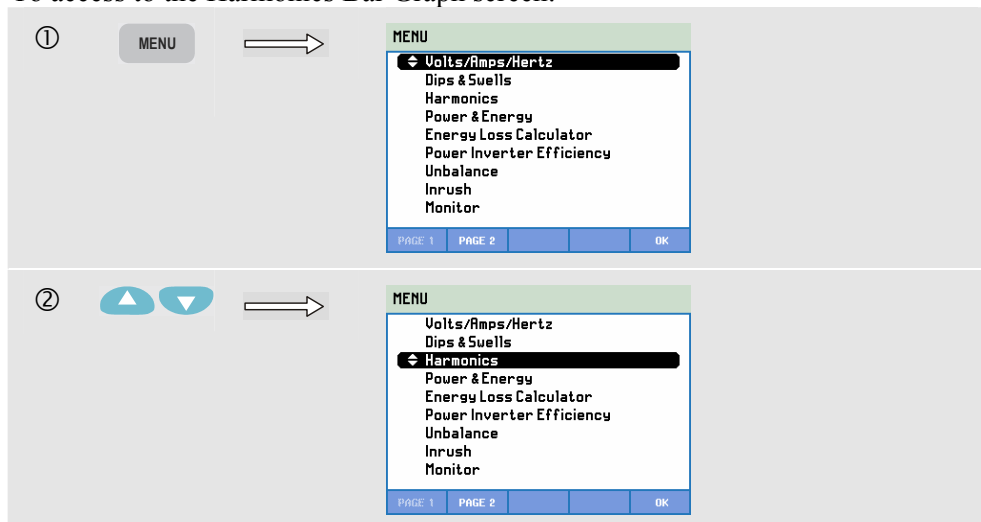 To access to the Harmonics Bar Graph screen:
①
MENU
MENU
Volts/Amps/Hertz
Dips & Swells
Harmonics
Power & Energy
Energy Loss Calculator
Power Inverter Efficiency
Unbalance
Inrush
Monitor
PAGE 1 PAGE 2 OK
②
MENU
Volts/Amps/Hertz
Dips & Swells
Harmonics
Power & Energy
Energy Loss Calculator
Power Inverter Efficiency
Unbalance
Inrush
Monitor
PAGE 1 PAGE 2 OK